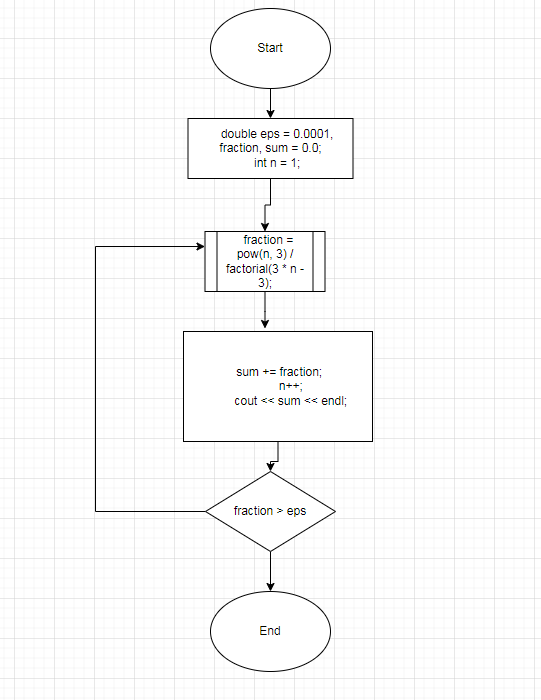 Start
double eps = 0.0001,
fraction, sum = 0.0;
int n = 1;
fraction =
pow(n, 3) /
factorial(3 * n -
3);
sum += fraction;
n++;
cout << sum << endl;
fraction > eps
End